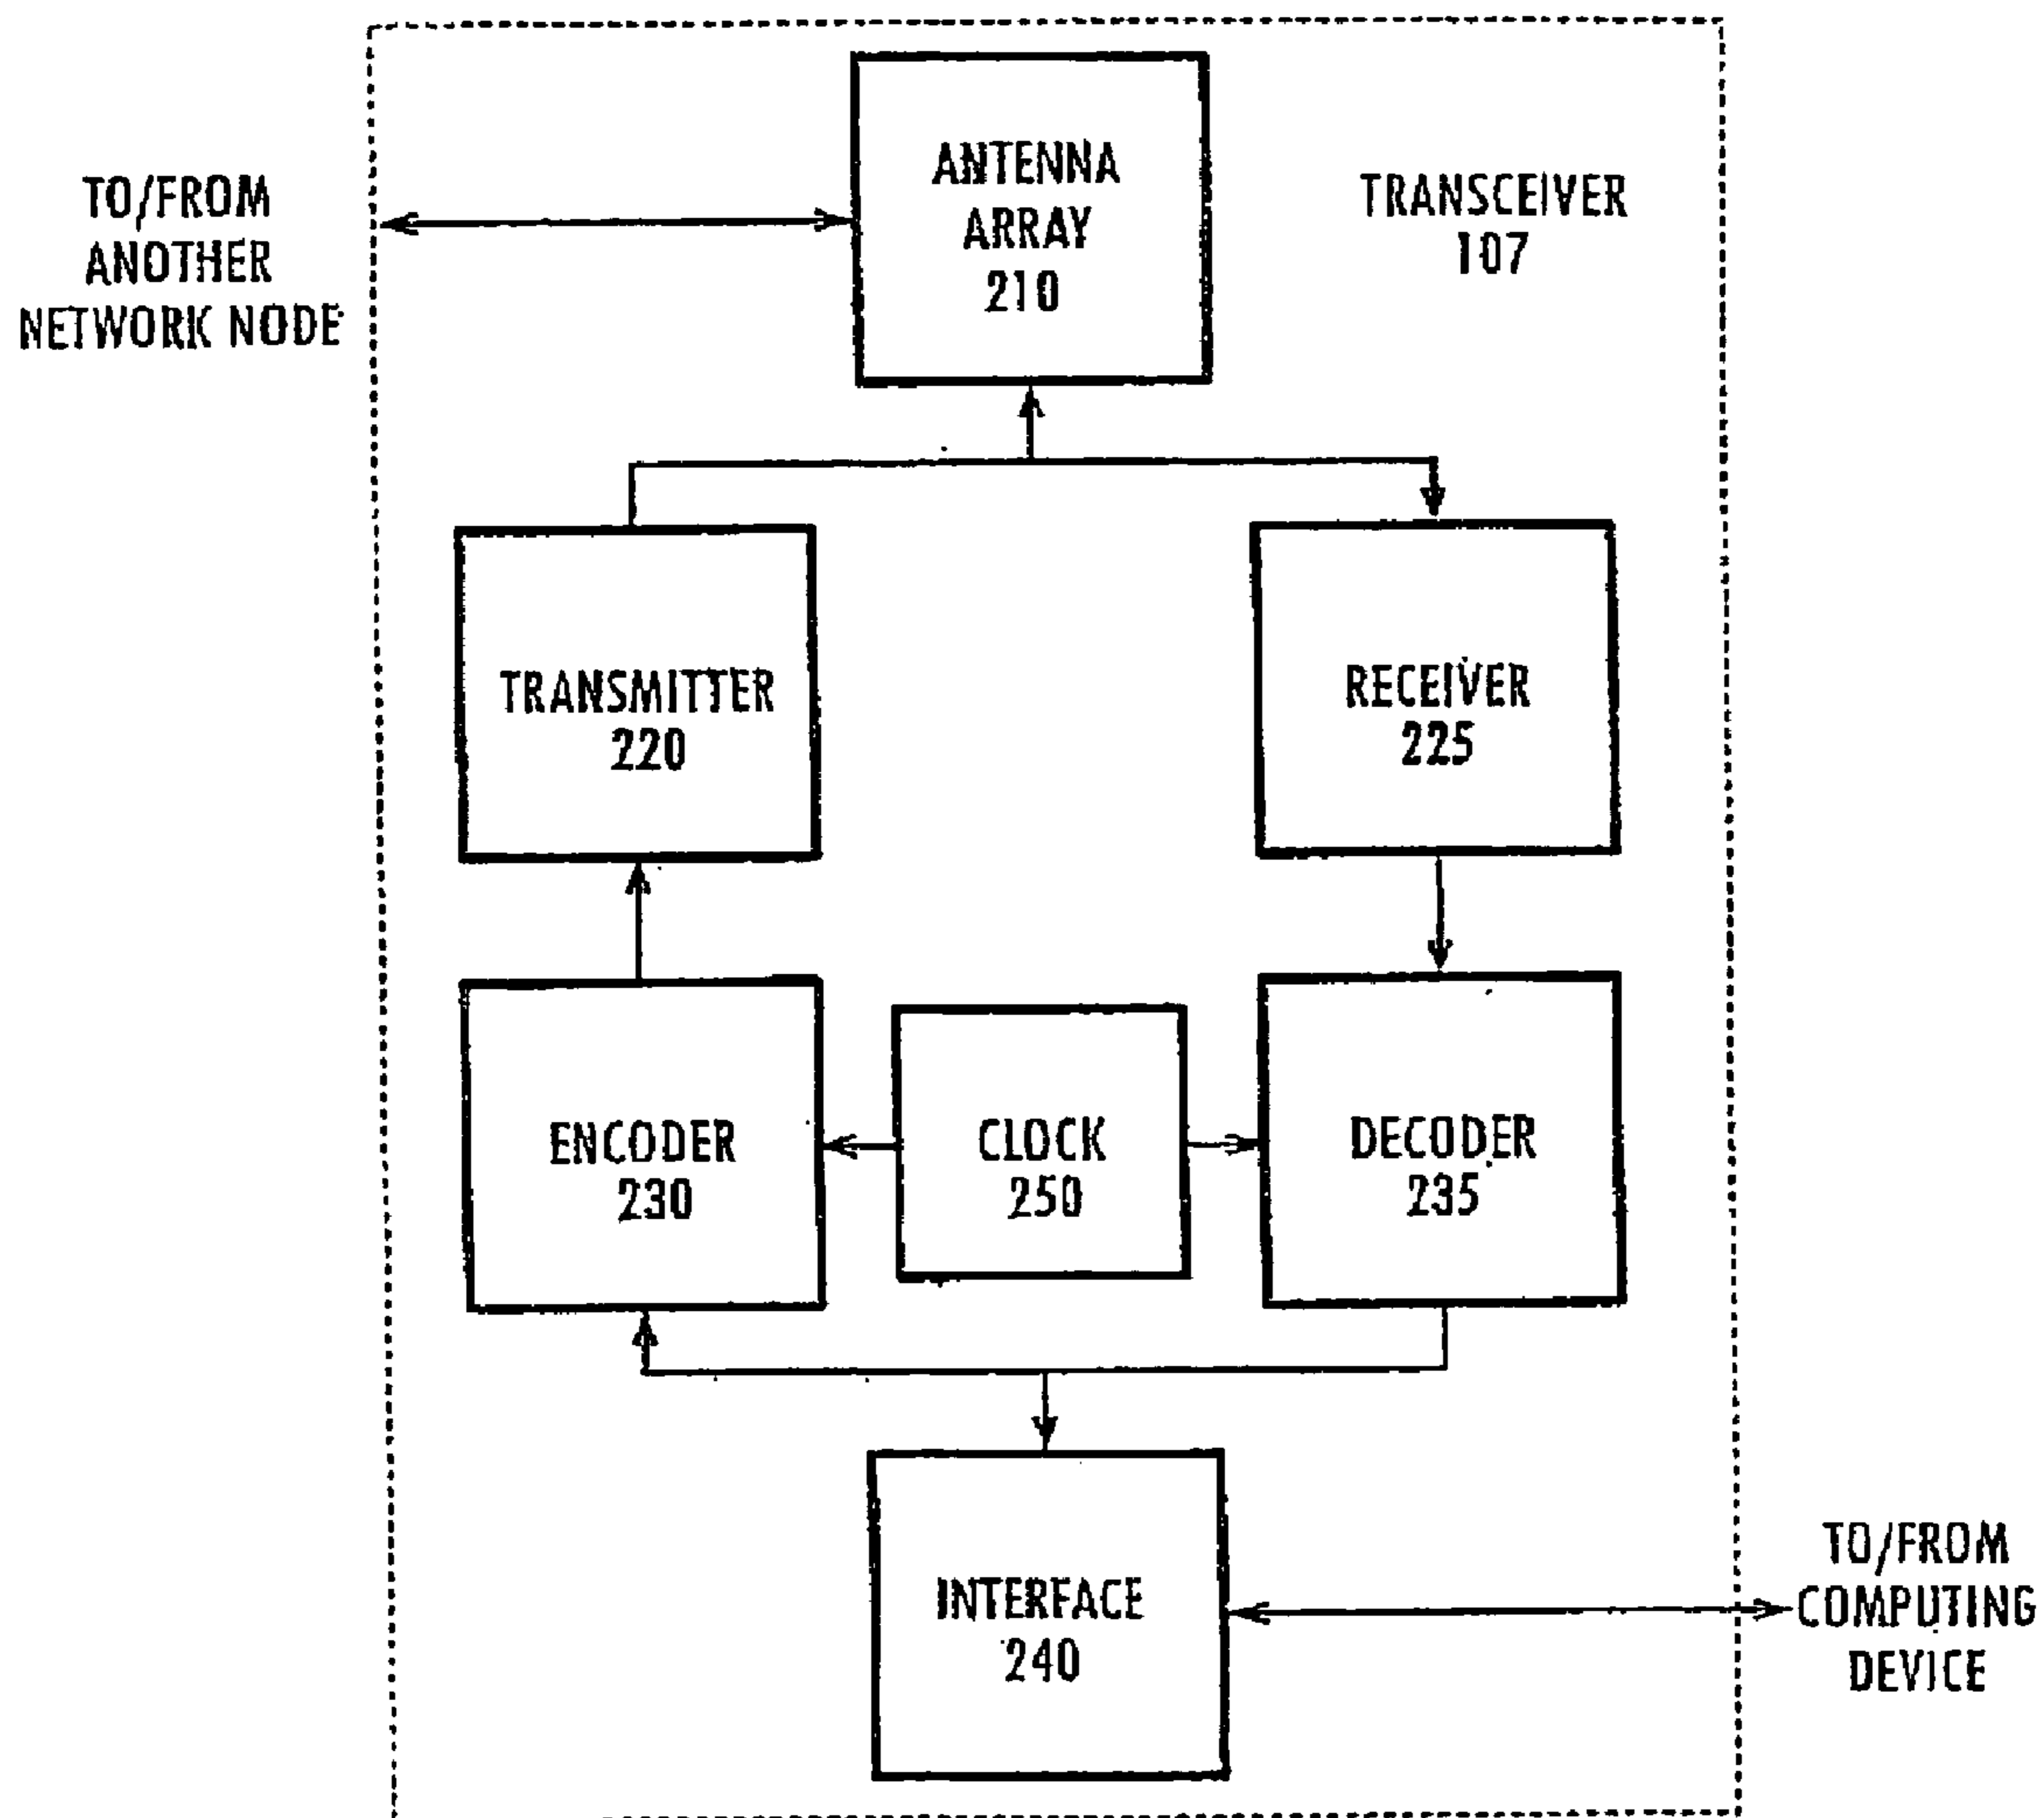 ANTENNA
ARRAY
210
TRANSCEIVER
107
TO/FROM
ANOTHER
NETWORK NODE
TRANSMITTER
220
RECEIVER
225
ENCODER
230
CLOCK
250
DECODER
235
INTERFACE
240
TO/FROM
COMPUTING
DEVICE